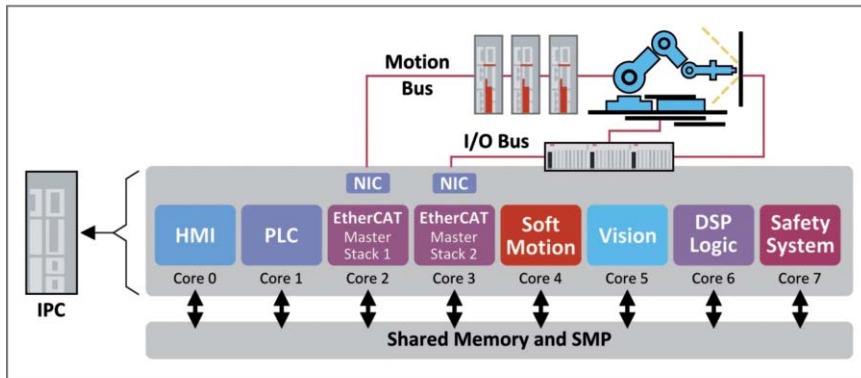 Motion
Bus
I/O Bus
NIC
NIC
HMI
PLC
EtherCAT
Master
Stack 1
EtherCAT
Master
Stack 2
Soft
Motion
Vision
DSP
Logic
Safety
System
Core 0
Core 1
Core 2
Core 3
Core 4
Core 5
Core 6
Core 7
IPC
Shared Memory and SMP